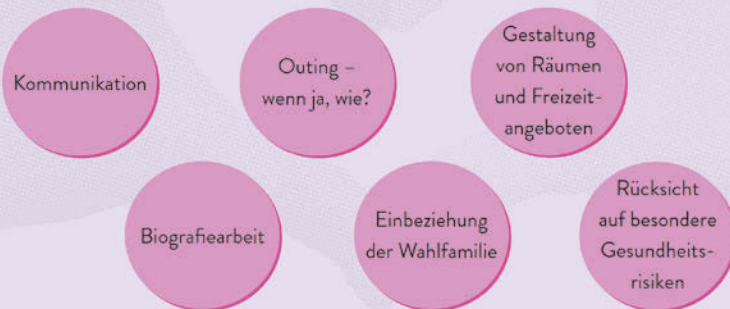 Kommunikation
Outing –
wenn ja, wie?
Gestaltung
von Räumen
und Freizeit-
angeboten
Biografiearbeit
Einbeziehung
der Wahlfamilie
Rücksicht
auf besondere
Gesundheits-
risiken